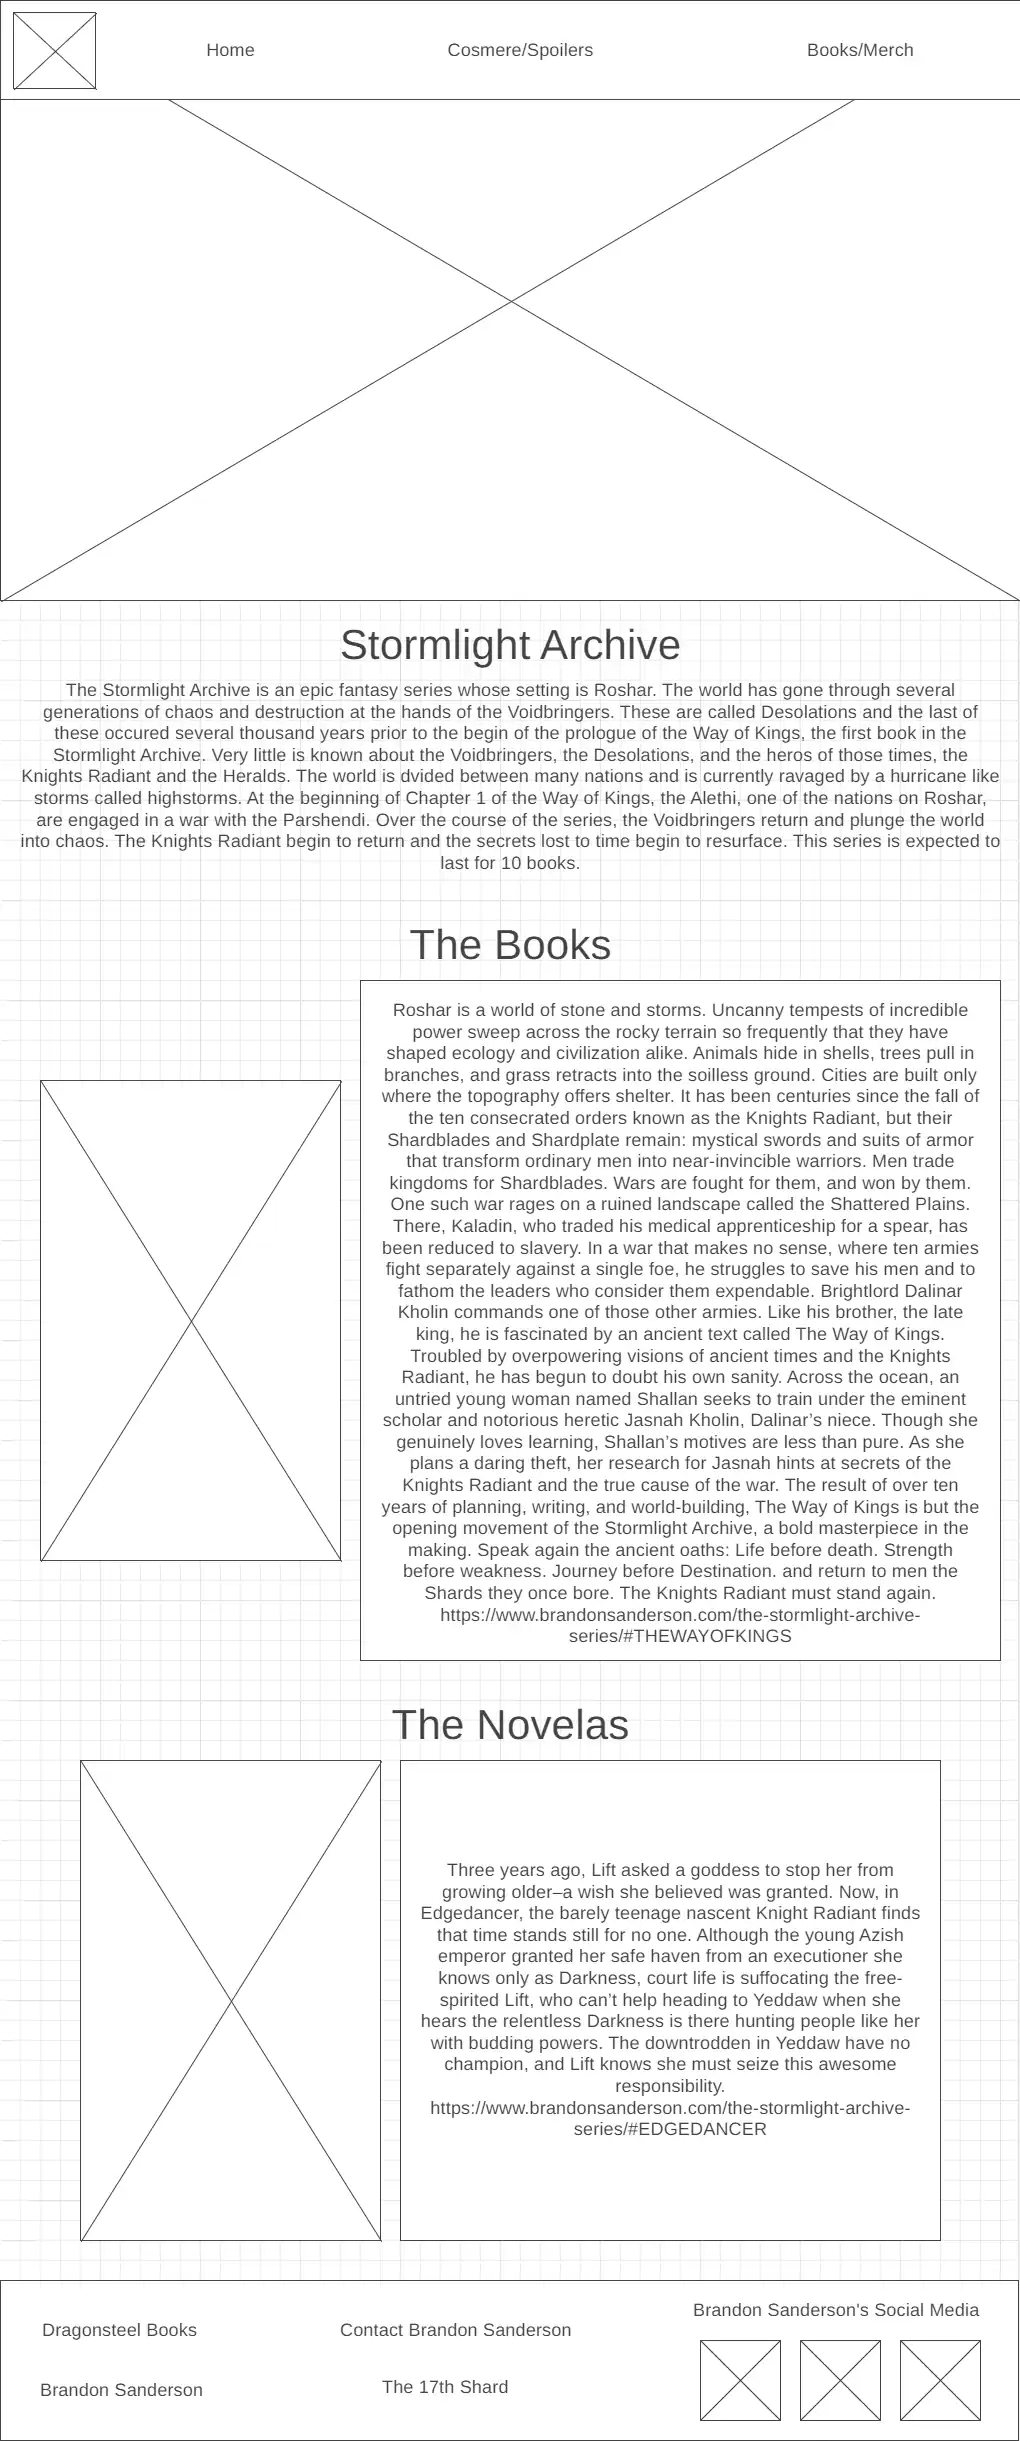 Home
Cosmere/Spoilers
Books/Merch
Stormlight Archive
The Stormlight Archive is an epic fantasy series whose setting is Roshar. The world has gone through several
generations of chaos and destruction at the hands of the Voidbringers. These are called Desolations and the last of
these occured several thousand years prior to the begin of the prologue of the Way of Kings, the first book in the
Stormlight Archive. Very little is known about the Voidbringers, the Desolations, and the heros of those times, the
Knights Radiant and the Heralds. The world is dvided between many nations and is currently ravaged by a hurricane like
storms called highstorms. At the beginning of Chapter 1 of the Way of Kings, the Alethi, one of the nations on Roshar,
are engaged in a war with the Parshendi. Over the course of the series, the Voidbringers return and plunge the world
into chaos. The Knights Radiant begin to return and the secrets lost to time begin to resurface. This series is expected to
last for 10 books.
The Books
Roshar is a world of stone and storms. Uncanny tempests of incredible
power sweep across the rocky terrain so frequently that they have
shaped ecology and civilization alike. Animals hide in shells, trees pull in
branches, and grass retracts into the soilless ground. Cities are built only
where the topography offers shelter. It has been centuries since the fall of
the ten consecrated orders known as the Knights Radiant, but their
Shardblades and Shardplate remain: mystical swords and suits of armor
that transform ordinary men into near-invincible warriors. Men trade
kingdoms for Shardblades. Wars are fought for them, and won by them.
One such war rages on a ruined landscape called the Shattered Plains.
There, Kaladin, who traded his medical apprenticeship for a spear, has
been reduced to slavery. In a war that makes no sense, where ten armies
fight separately against a single foe, he struggles to save his men and to
fathom the leaders who consider them expendable. Brightlord Dalinar
Kholin commands one of those other armies. Like his brother, the late
king, he is fascinated by an ancient text called The Way of Kings.
Troubled by overpowering visions of ancient times and the Knights
Radiant, he has begun to doubt his own sanity. Across the ocean, an
untried young woman named Shallan seeks to train under the eminent
scholar and notorious heretic Jasnah Kholin, Dalinar’s niece. Though she
genuinely loves learning, Shallan’s motives are less than pure. As she
plans a daring theft, her research for Jasnah hints at secrets of the
Knights Radiant and the true cause of the war. The result of over ten
years of planning, writing, and world-building, The Way of Kings is but the
opening movement of the Stormlight Archive, a bold masterpiece in the
making. Speak again the ancient oaths: Life before death. Strength
before weakness. Journey before Destination. and return to men the
Shards they once bore. The Knights Radiant must stand again.
https://www.brandonsanderson.com/the-stormlight-archive-
series/#THEWAYOFKINGS
The Novelas
Three years ago, Lift asked a goddess to stop her from
growing older–a wish she believed was granted. Now, in
Edgedancer, the barely teenage nascent Knight Radiant finds
that time stands still for no one. Although the young Azish
emperor granted her safe haven from an executioner she
knows only as Darkness, court life is suffocating the free-
spirited Lift, who can’t help heading to Yeddaw when she
hears the relentless Darkness is there hunting people like her
with budding powers. The downtrodden in Yeddaw have no
champion, and Lift knows she must seize this awesome
responsibility.
https://www.brandonsanderson.com/the-stormlight-archive-
series/#EDGEDANCER
Dragonsteel Books
Contact Brandon Sanderson
Brandon Sanderson's Social Media
Brandon Sanderson
The 17th Shard